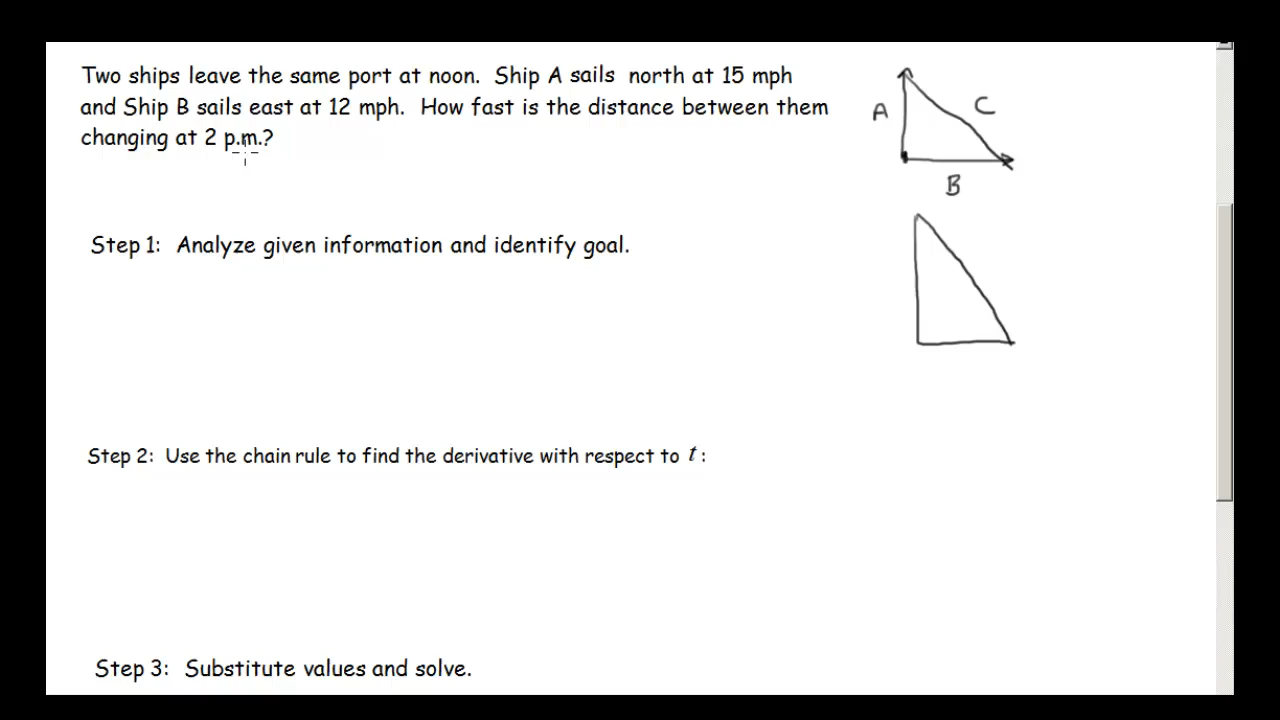 Two ships leave the same port at noon. Ship A sails north at 15 mph
and Ship B sails east at 12 mph. How fast is the distance between them
changing at 2 p.m.?
A
C
B
Step 1: Analyze given information and identify goal.
Step 2: Use the chain rule to find the derivative with respect to t :
Step 3: Substitute values and solve.